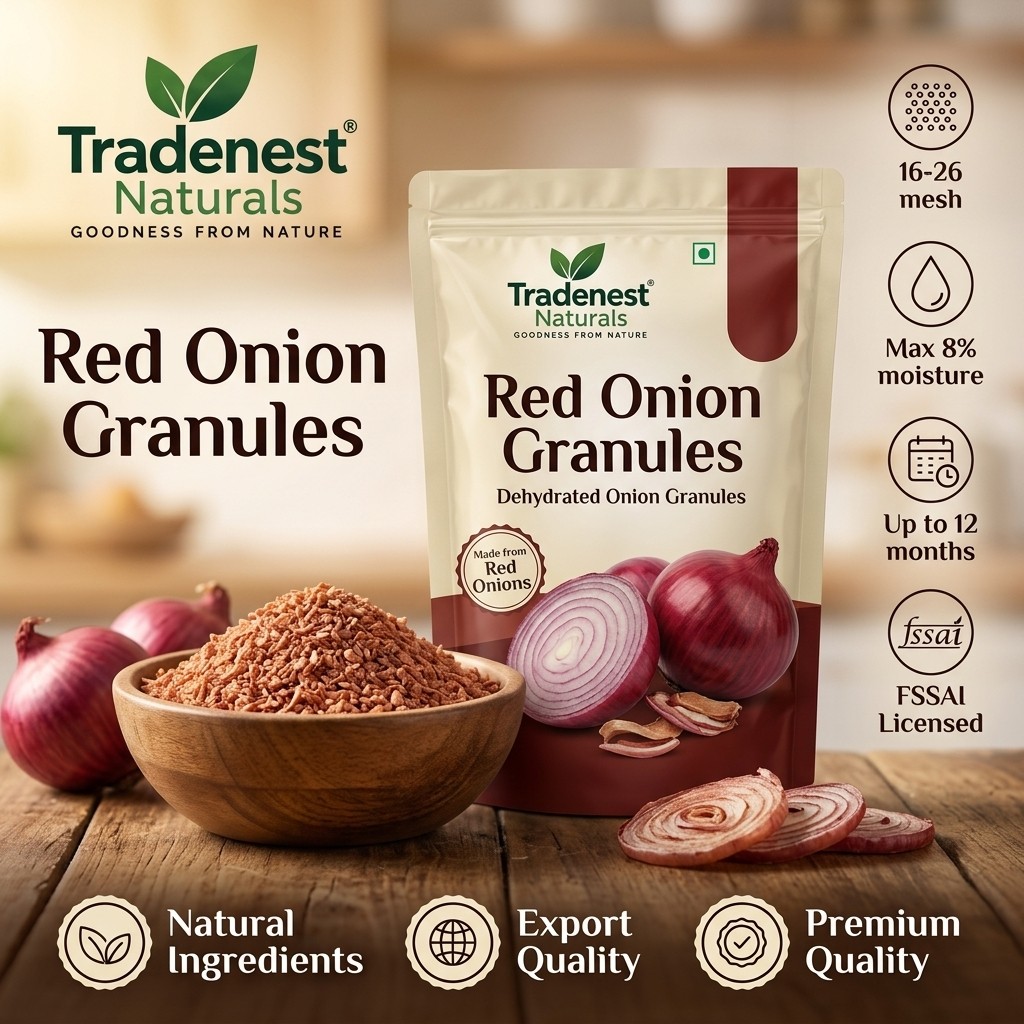 Tradenest®
Naturals
GOODNESS FROM NATURE
Red Onion
Granules
Tradenest®
Naturals
GOODNESS FROM NATURE
Red Onion
Granules
Dehydrated Onion Granules
Made from
Red
Onions
16-26
mesh
Max 8%
moisture
Up to 12
months
fssai
FSSAI
Licensed
Natural
Ingredients
Export
Quality
Premium
Quality